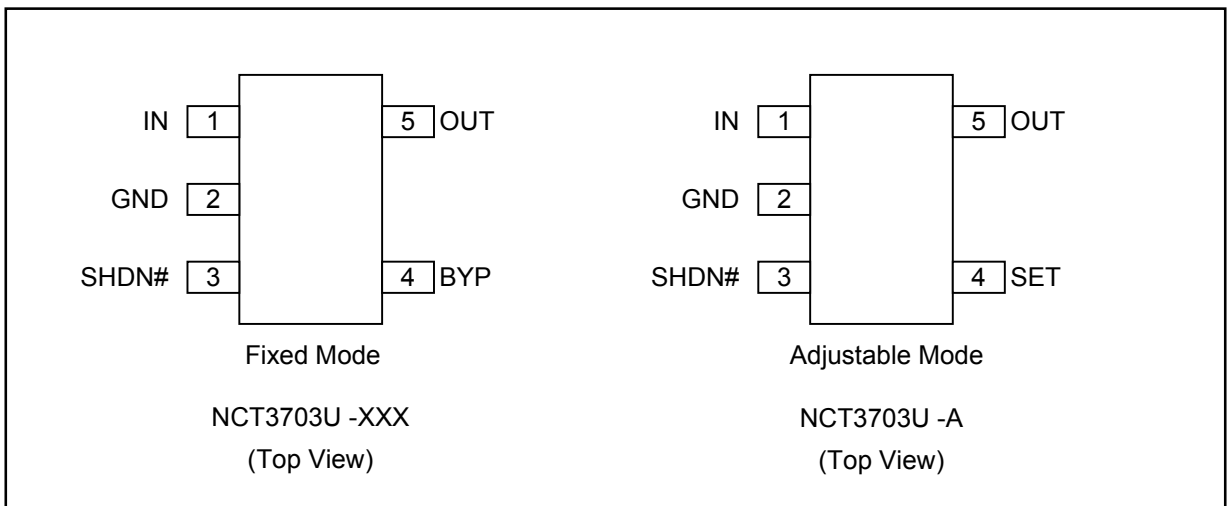 IN 1 5 OUT
GND 2
SHDN# 3 4 BYP
Fixed Mode
NCT3703U -XXX
(Top View)
IN 1 5 OUT
GND 2
SHDN# 3 4 SET
Adjustable Mode
NCT3703U -A
(Top View)